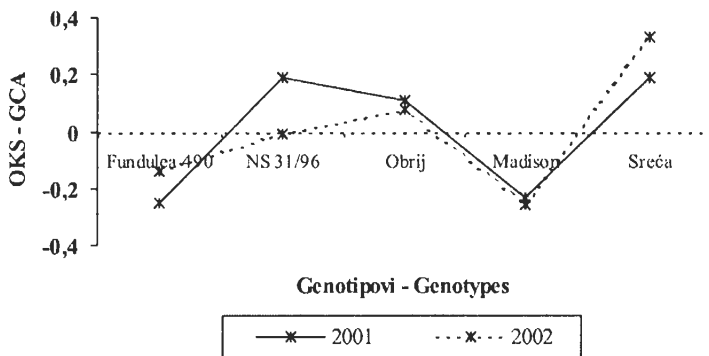 0,4
0,2
0
-0,2
-0,4
OKS - GCA
Fundulea 490 NS 31/96 Obrij Madison Sreća
Genotipovi - Genotypes
2001 2002